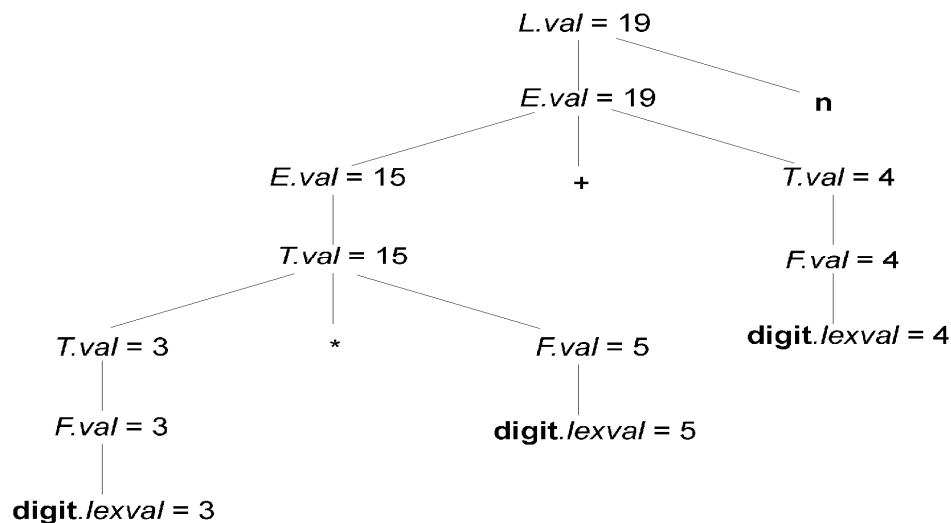 L.val = 19
E.val = 19 n
E.val = 15 + T.val = 4
T.val = 15 F.val = 4
T.val = 3 * F.val = 5 digit.lexval = 4
F.val = 3 digit.lexval = 5
digit.lexval = 3